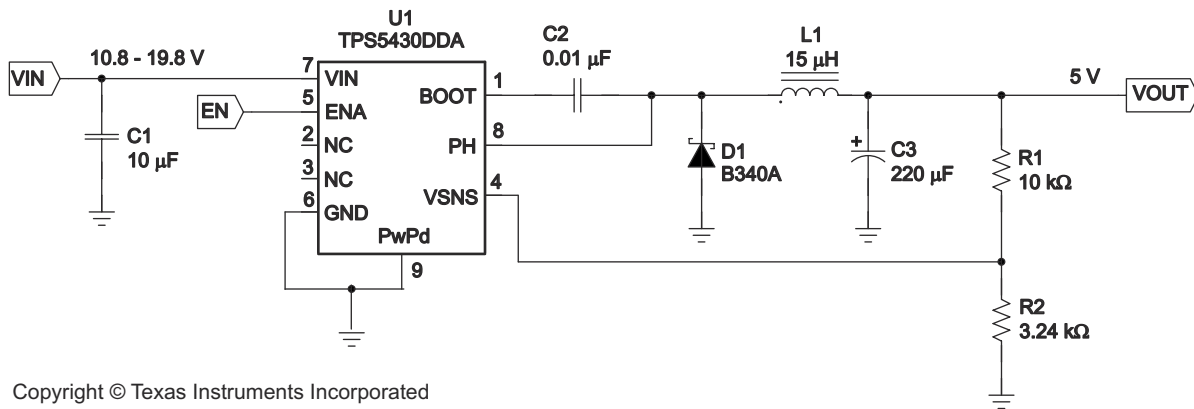 U1
TPS5430DDA
VIN
10.8 - 19.8 V
C1
10 µF
EN
7
VIN
5
ENA
2
NC
3
NC
6
GND
PwPd
9
BOOT
1
PH
8
VSNS
4
C2
0.01 µF
D1
B340A
L1
15 µH
C3
220 µF
+
5 V
VOUT
R1
10 kΩ
R2
3.24 kΩ
Copyright © Texas Instruments Incorporated